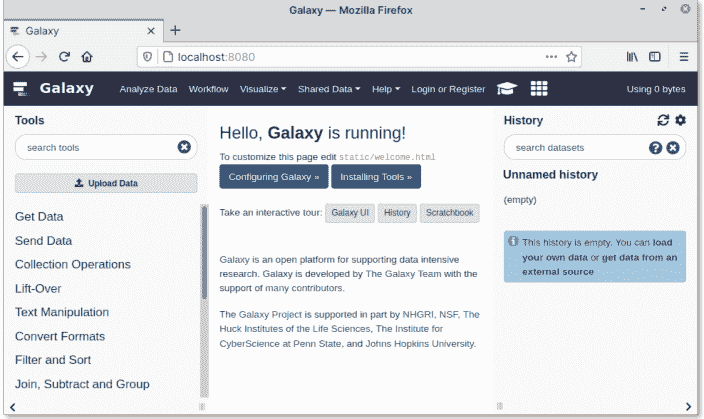 Galaxy — Mozilla Firefox
Galaxy
localhost:8080
Galaxy Analyze Data Workflow Visualize Shared Data Help Login or Register Using 0 bytes
Tools
search tools
Upload Data
Get Data
Send Data
Collection Operations
Lift-Over
Text Manipulation
Convert Formats
Filter and Sort
Join, Subtract and Group
Hello, Galaxy is running!
To customize this page edit static/welcome.html
Configuring Galaxy » Installing Tools »
Take an interactive tour: Galaxy UI History Scratchbook
Galaxy is an open platform for supporting data intensive
research. Galaxy is developed by The Galaxy Team with the
support of many contributors.
The Galaxy Project is supported in part by NHGRI, NSF, The
Huck Institutes of the Life Sciences, The Institute for
CyberScience at Penn State, and Johns Hopkins University.
History
search datasets
Unnamed history
(empty)
This history is empty. You can load
your own data or get data from an
external source